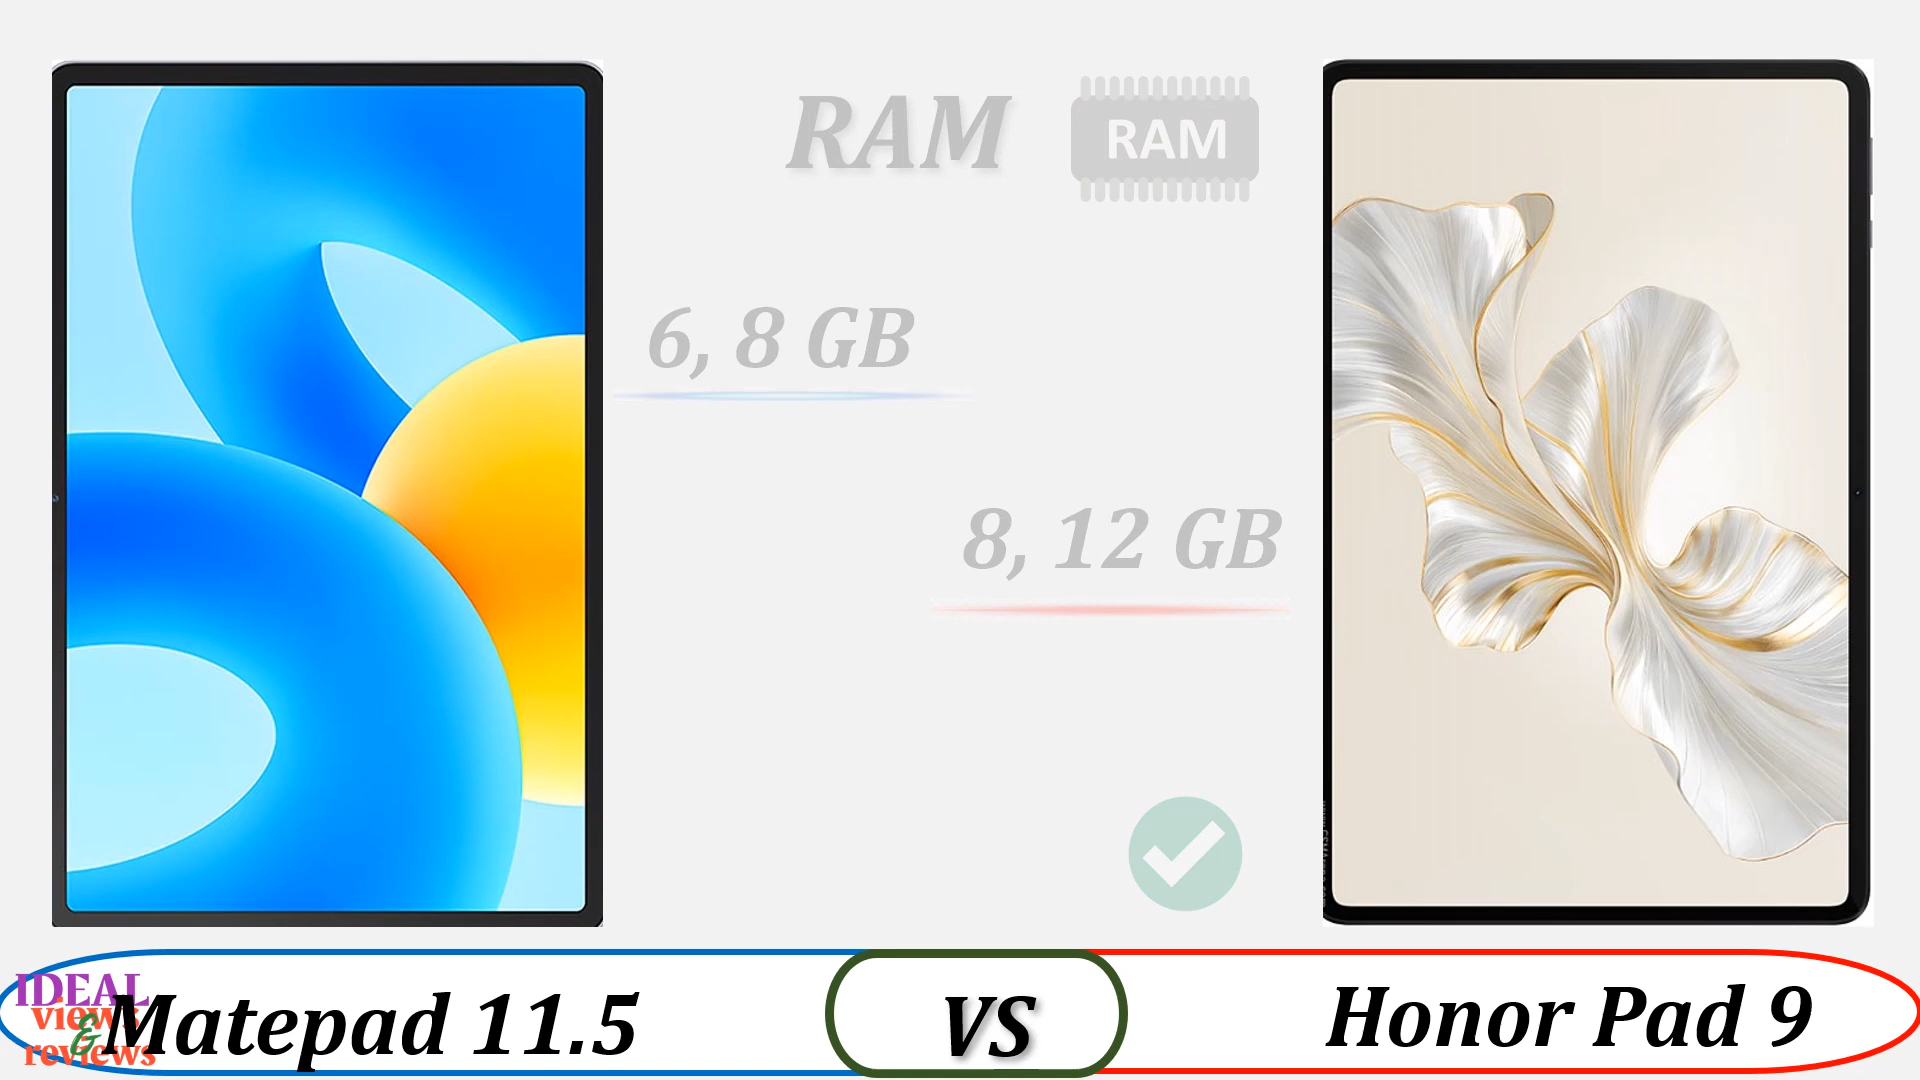 RAM
RAM
6, 8 GB
8, 12 GB
IDEAL
views
&
reviews
Matepad 11.5
VS
Honor Pad 9